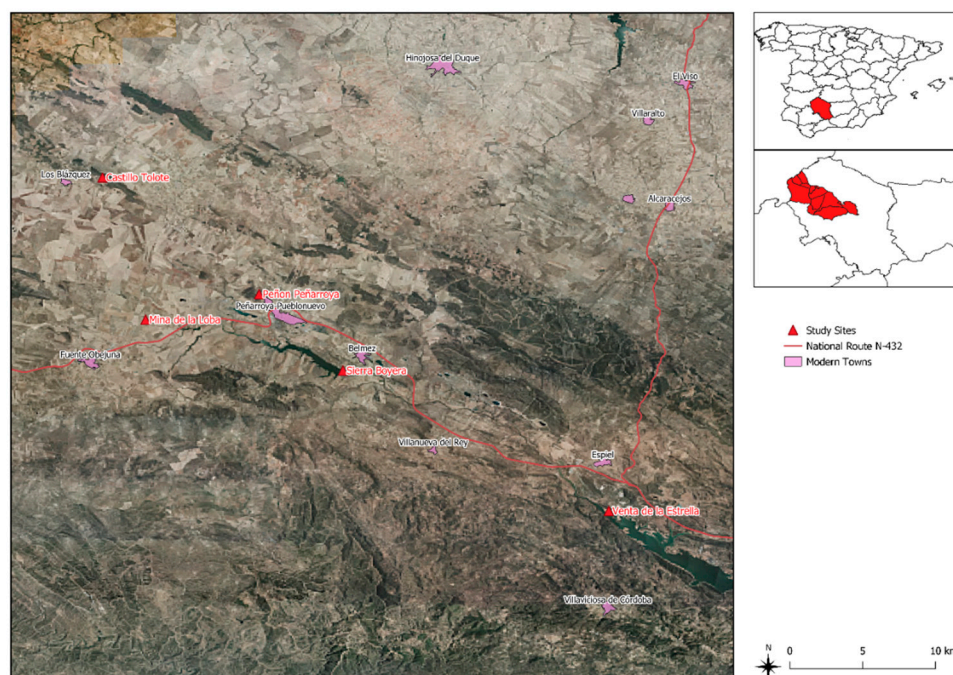 Hinojosa del Duque
El Viso
Villaralto
Los Blázquez
Castillo Tolote
Alcaracejos
Peñon Peñarroya
Peñarroya Pueblonuevo
Mina de la Loba
Fuente Obejuna
Belmez
Sierra Boyera
Villanueva del Rey
Espiel
Venta de la Estrella
Villaviciosa de Córdoba
Study Sites
National Route N-432
Modern Towns
N
0 5 10 km